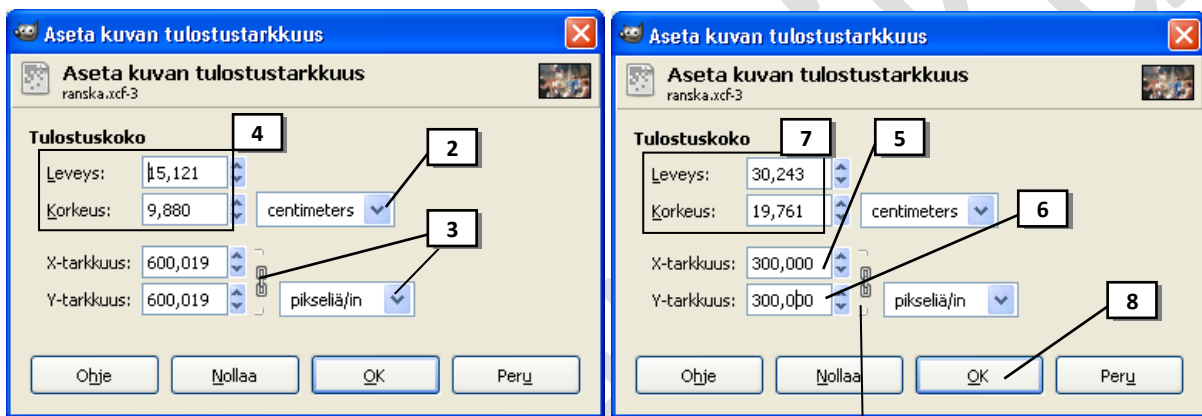 Aseta kuvan tulostustarkkuus
Aseta kuvan tulostustarkkuus
ranska.xcf-3
Tulostuskoko
4
2
Leveys: 15,121
Korkeus: 9,880 centimeters
3
X-tarkkuus: 600,019
Y-tarkkuus: 600,019 pikseliä/in
Ohje Nollaa OK Peru
Aseta kuvan tulostustarkkuus
Aseta kuvan tulostustarkkuus
ranska.xcf-3
Tulostuskoko
7
5
Leveys: 30,243
Korkeus: 19,761 centimeters
6
X-tarkkuus: 300,000
Y-tarkkuus: 300,000 pikseliä/in
8
Ohje Nollaa OK Peru